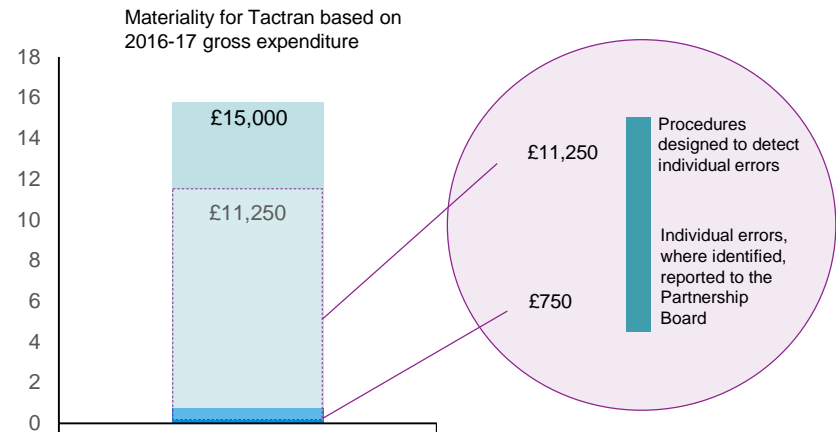 Materiality for Tactran based on
2016-17 gross expenditure
18
16
14
12
10
8
6
4
2
0
£15,000
£11,250
£11,250
£750
Procedures
designed to detect
individual errors
Individual errors,
where identified,
reported to the
Partnership
Board